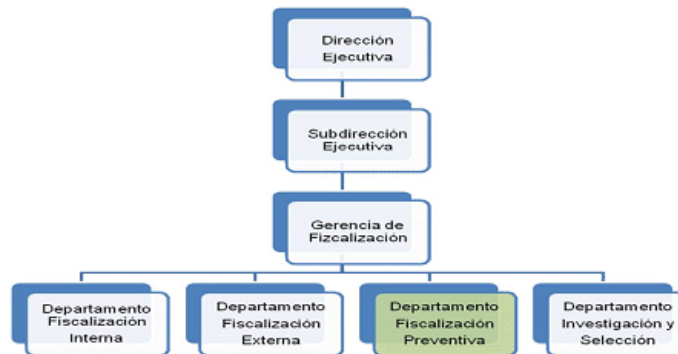 Dirección
Ejecutiva
Subdirección
Ejecutiva
Gerencia de
Fizcalización
Departamento
Fiscalización
Interna
Departamento
Fiscalización
Externa
Departamento
Fiscalización
Preventiva
Departamento
Investigación y
Selección